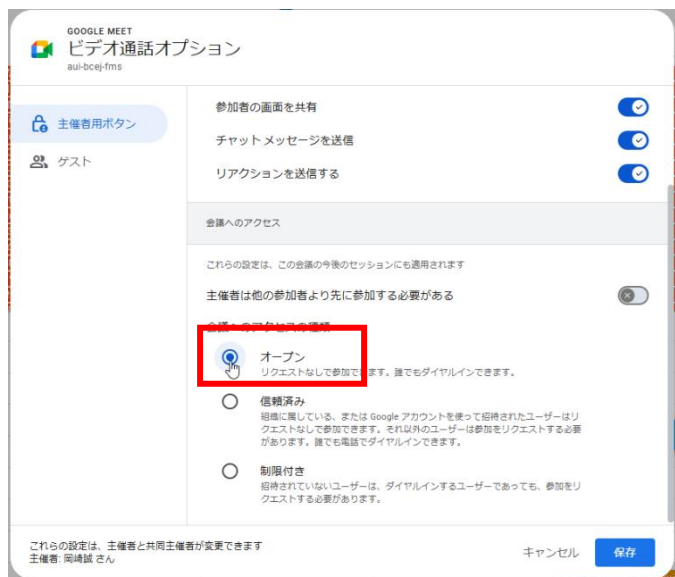 GOOGLE MEET
ビデオ通話オプション
aui-bcej-fms
主催者用ボタン
ゲスト
参加者の画面を共有
チャット メッセージを送信
リアクションを送信する
会議へのアクセス
これらの設定は、この会議の今後のセッションにも適用されます
主催者は他の参加者より先に参加する必要がある
会議へのアクセスの種類
オープン
リクエストなしで参加できます。誰でもダイヤルインできます。
信頼済み
組織に属している、または Google アカウントを使って招待されたユーザーはリ
クエストなしで参加できます。それ以外のユーザーは参加をリクエストする必要
があります。誰でも電話でダイヤルインできます。
制限付き
招待されていないユーザーは、ダイヤルインするユーザーであっても、参加をリ
クエストする必要があります。
これらの設定は、主催者と共同主催者が変更できます
主催者: 岡崎誠 さん
キャンセル
保存